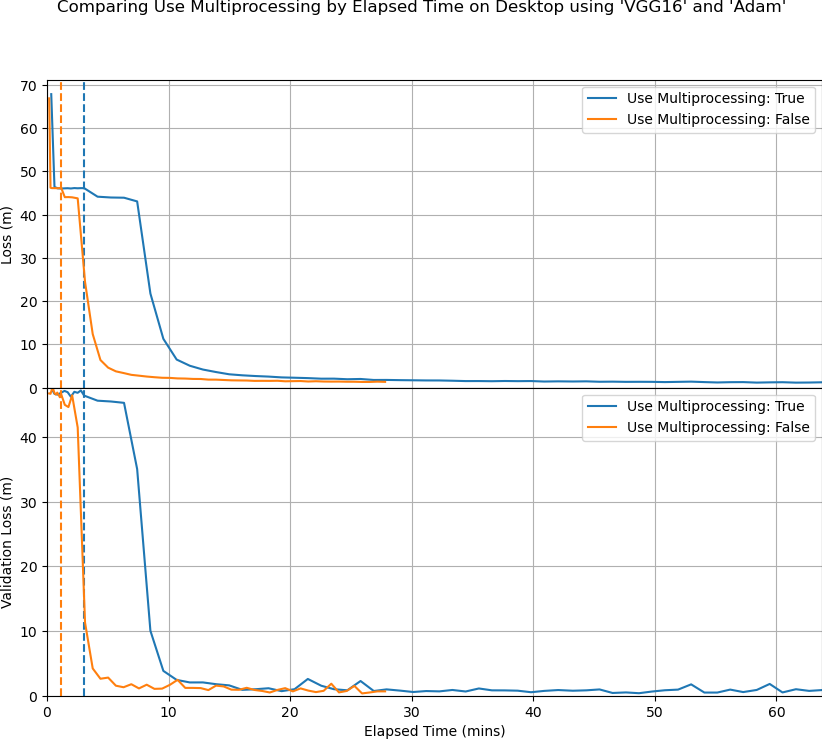 Comparing Use Multiprocessing by Elapsed Time on Desktop using 'VGG16' and 'Adam'
70
60
50
40
30
20
10
0
Loss (m)
Use Multiprocessing: True
Use Multiprocessing: False
40
30
20
10
0
Validation Loss (m)
Use Multiprocessing: True
Use Multiprocessing: False
0 10 20 30 40 50 60
Elapsed Time (mins)